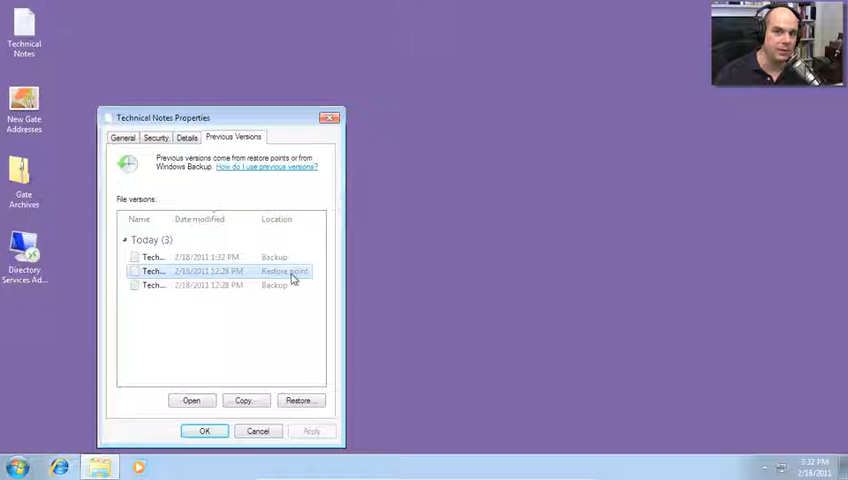 Technical
Notes
New Gate
Addresses
Gate
Archives
Directory
Services Ad...
Technical Notes Properties
General
Security
Details
Previous Versions
Previous versions come from restore points or from
Windows Backup. How do I use previous versions?
File versions:
Name Date modified Location
Today (3)
Tech... 2/18/2011 1:32 PM Backup
Tech... 2/18/2011 12:28 PM Restore point
Tech... 2/18/2011 12:28 PM Backup
Open
Copy...
Restore...
OK
Cancel
Apply
3:32 PM
2/18/2011